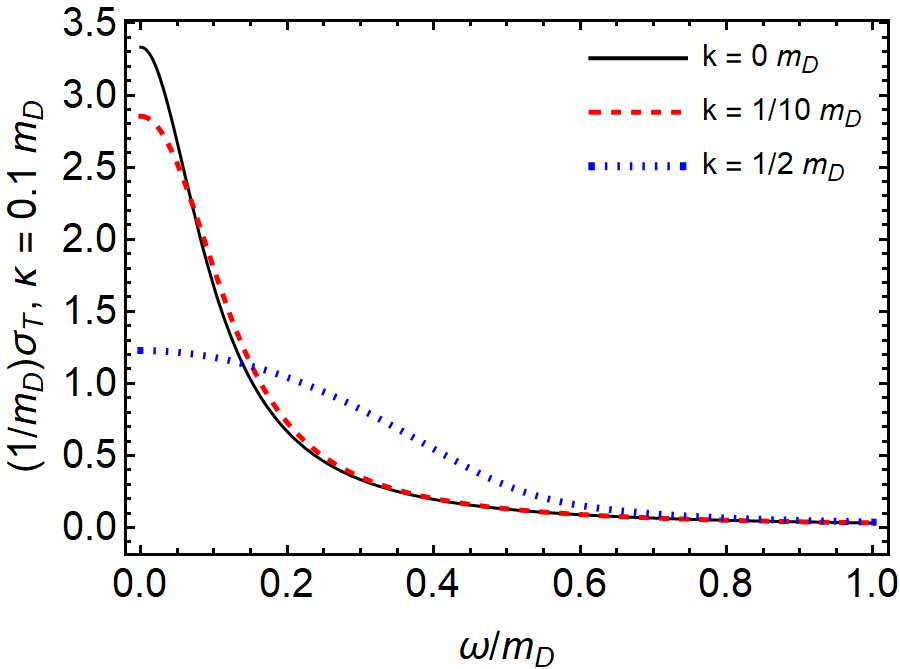 3.5
3.0
2.5
2.0
1.5
1.0
0.5
0.0
(1/m_D)σ_T, κ = 0.1 m_D
k = 0 m_D
k = 1/10 m_D
k = 1/2 m_D
0.0 0.2 0.4 0.6 0.8 1.0
ω/m_D